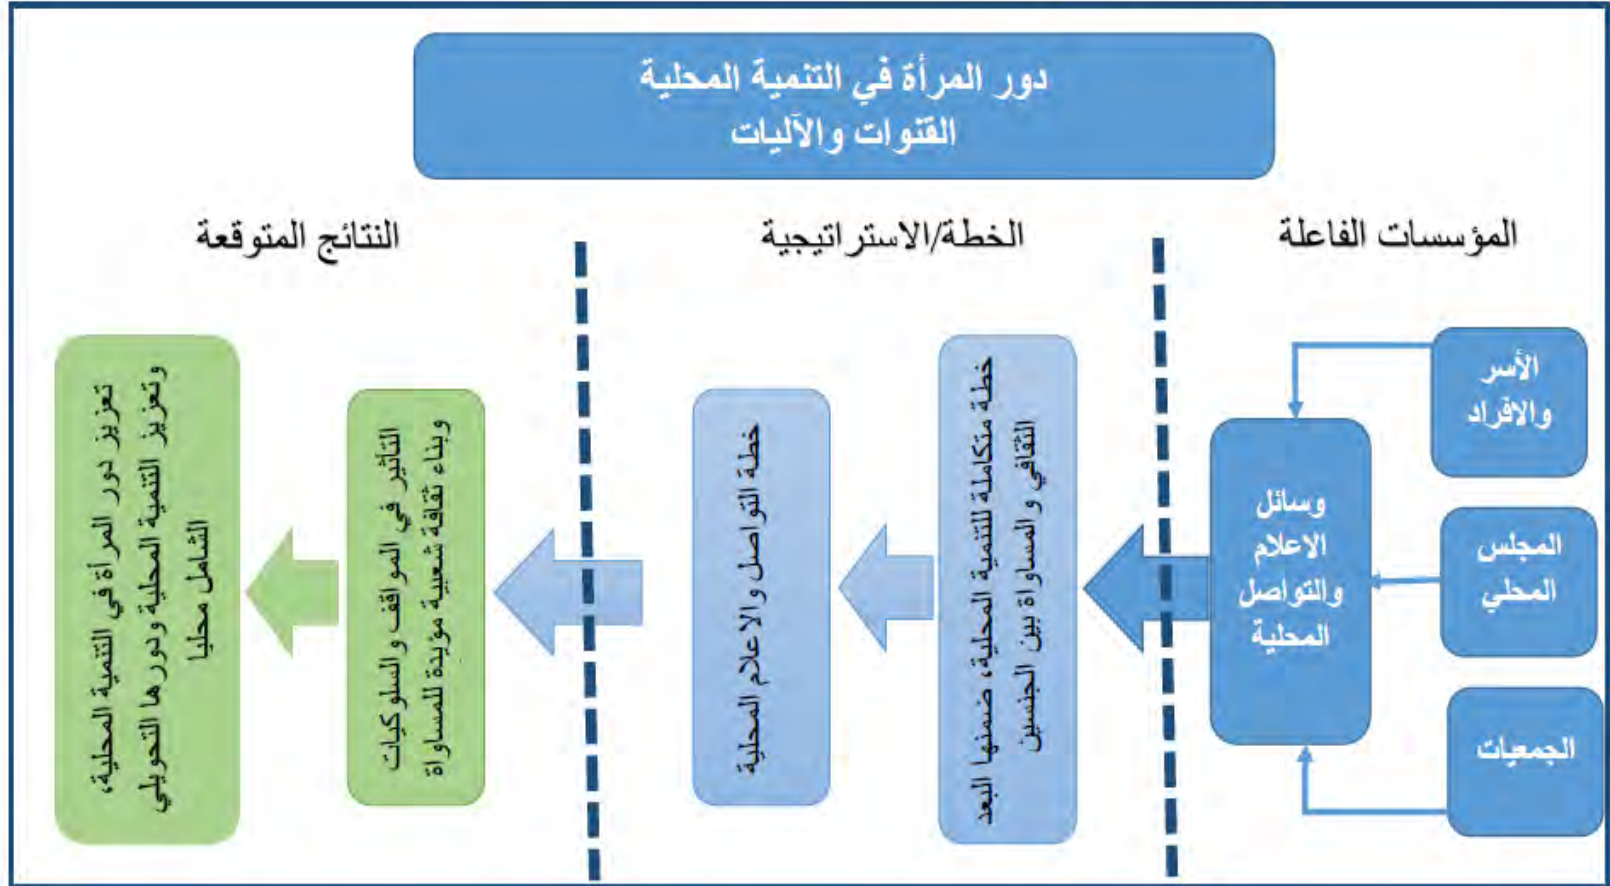 دور المرأة في التنمية المحلية
القنوات والآليات
المؤسسات الفاعلة
الخطة/الاستراتيجية
النتائج المتوقعة
الأسر
والافراد
المجلس
المحلي
الجمعيات
وسائل
الاعلام
والتواصل
المحلية
خطة متكاملة للتنمية المحلية، ضمنها البعد
الثقافي والمساواة بين الجنسين
خطة التواصل والاعلام المحلية
التأثير في المواقف والسلوكيات
وبناء ثقافة شعبية مؤيدة للمساواة
تعزيز دور المرأة في التنمية المحلية،
وتعزيز التنمية المحلية ودورها التحويلي
الشامل محليا